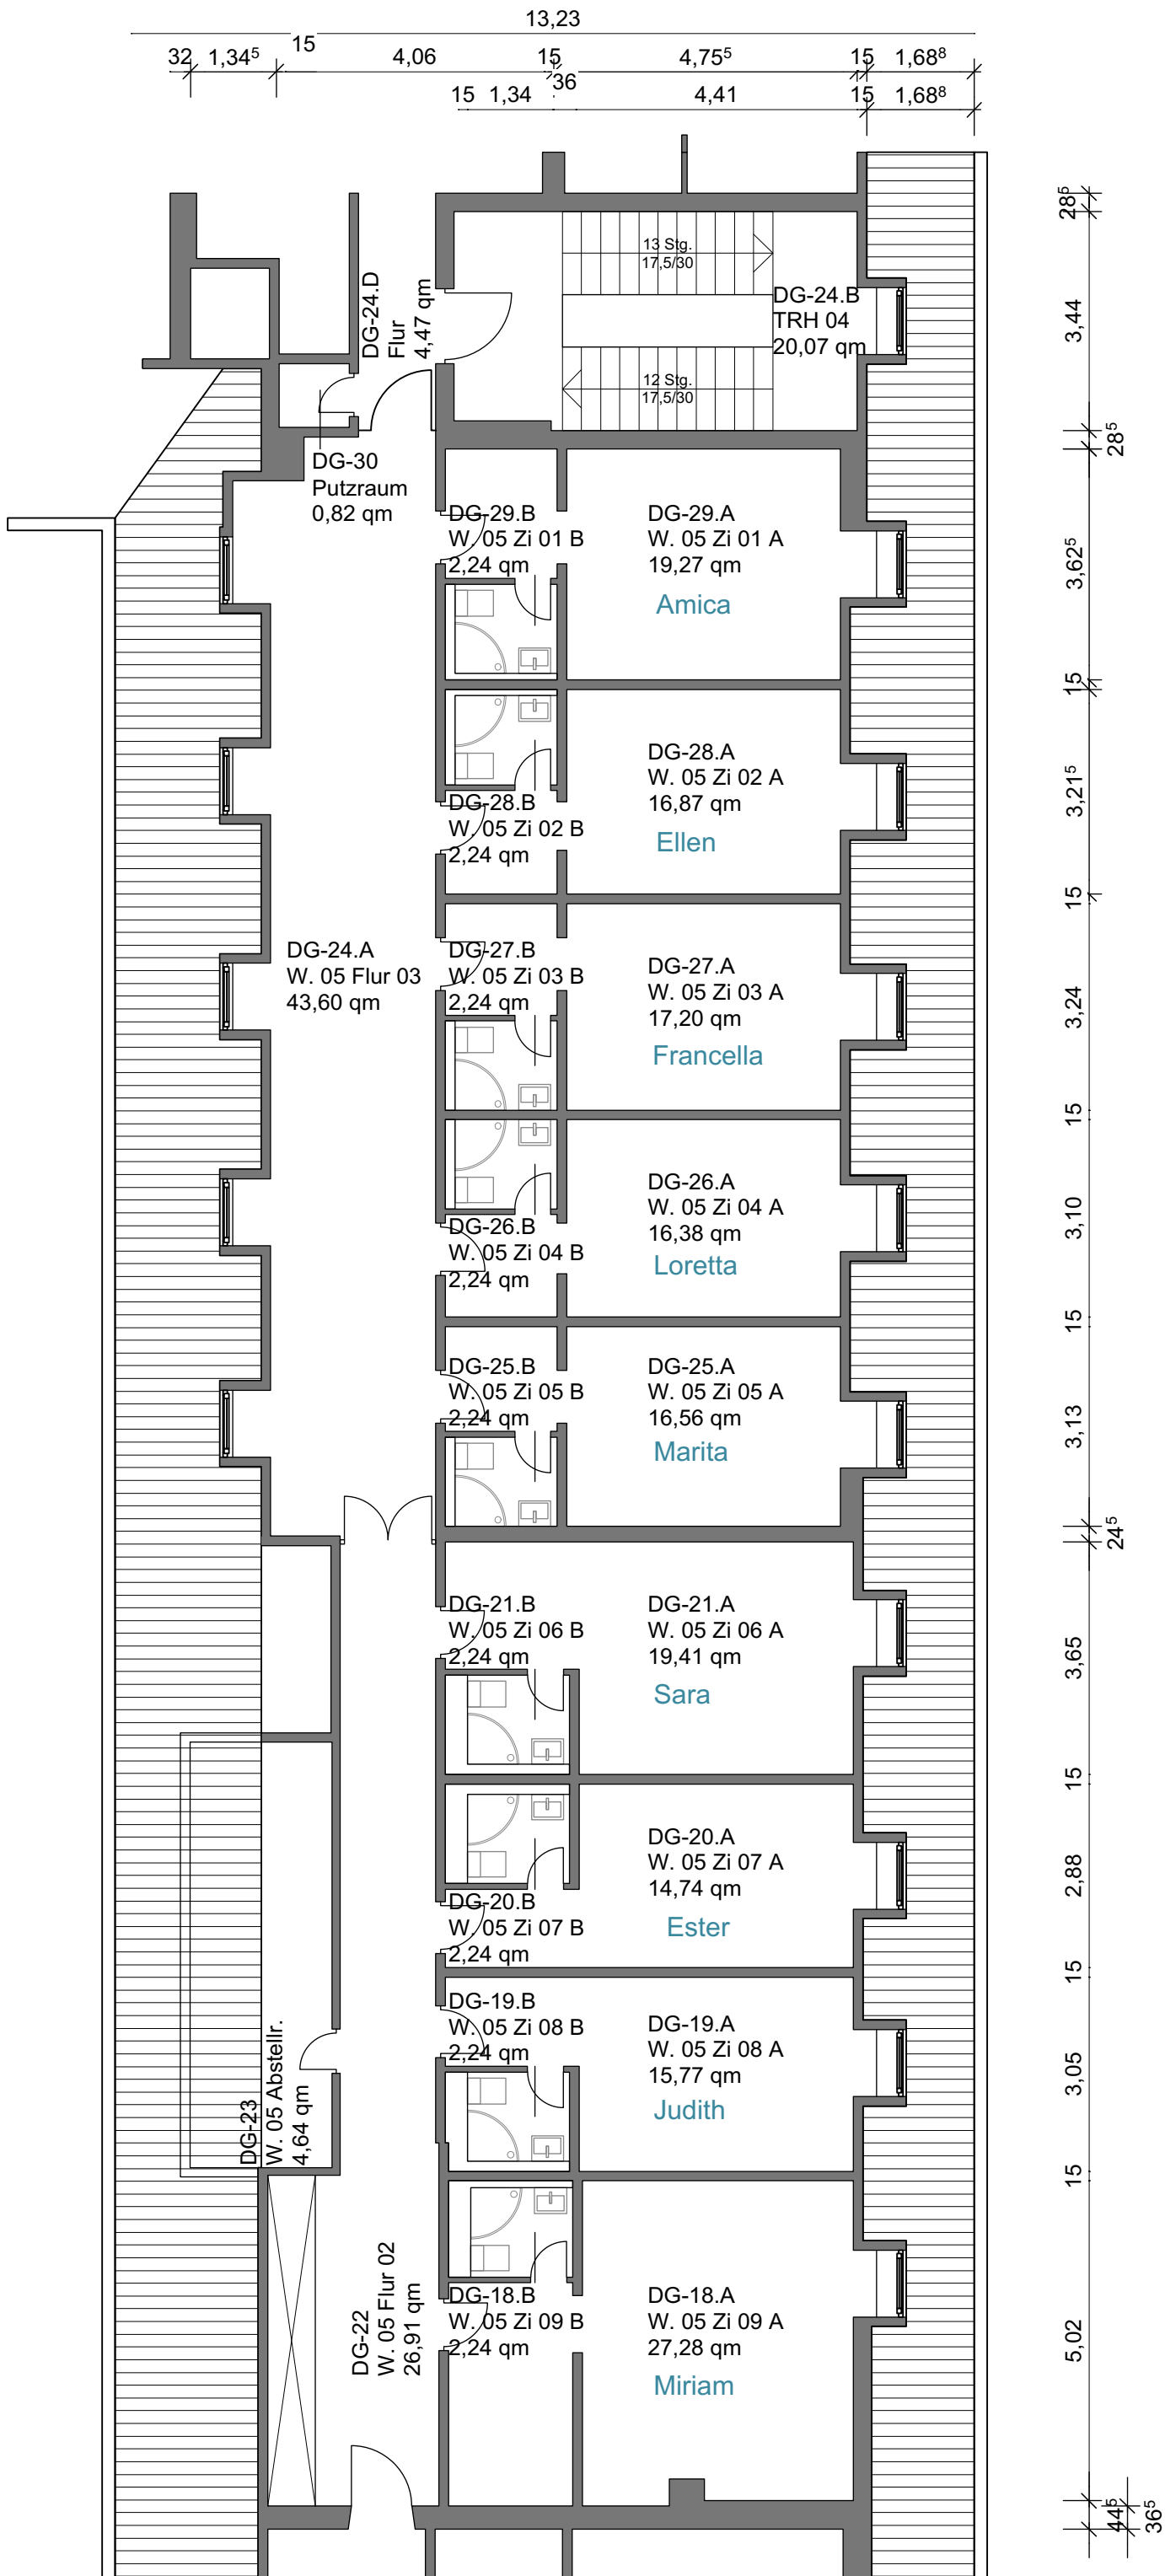 13,23
15
32 1,34⁵ 4,06 15 4,75⁵ 15 1,68⁸
36
15 1,34 4,41 15 1,68⁸
28⁵
13 Stg.
17,5/30
DG-24.D
Flur
4,47 qm
DG-24.B
TRH 04
20,07 qm
3,44
12 Stg.
17,5/30
28⁵
DG-30
Putzraum
0,82 qm
DG-29.B
W. 05 Zi 01 B
2,24 qm
DG-29.A
W. 05 Zi 01 A
19,27 qm
Amica
3,62⁵
15
DG-28.A
W. 05 Zi 02 A
16,87 qm
Ellen
DG-28.B
W. 05 Zi 02 B
2,24 qm
3,21⁵
15
DG-24.A
W. 05 Flur 03
43,60 qm
DG-27.B
W. 05 Zi 03 B
2,24 qm
DG-27.A
W. 05 Zi 03 A
17,20 qm
Francella
3,24
15
DG-26.A
W. 05 Zi 04 A
16,38 qm
Loretta
DG-26.B
W. 05 Zi 04 B
2,24 qm
3,10
15
DG-25.B
W. 05 Zi 05 B
2,24 qm
DG-25.A
W. 05 Zi 05 A
16,56 qm
Marita
3,13
24⁵
DG-21.B
W. 05 Zi 06 B
2,24 qm
DG-21.A
W. 05 Zi 06 A
19,41 qm
Sara
3,65
15
DG-20.A
W. 05 Zi 07 A
14,74 qm
Ester
DG-20.B
W. 05 Zi 07 B
2,24 qm
2,88
15
DG-19.B
W. 05 Zi 08 B
2,24 qm
DG-19.A
W. 05 Zi 08 A
15,77 qm
Judith
3,05
DG-23
W. 05 Abstellr.
4,64 qm
15
DG-22
W. 05 Flur 02
26,91 qm
DG-18.B
W. 05 Zi 09 B
2,24 qm
DG-18.A
W. 05 Zi 09 A
27,28 qm
Miriam
5,02
44⁵
36⁵